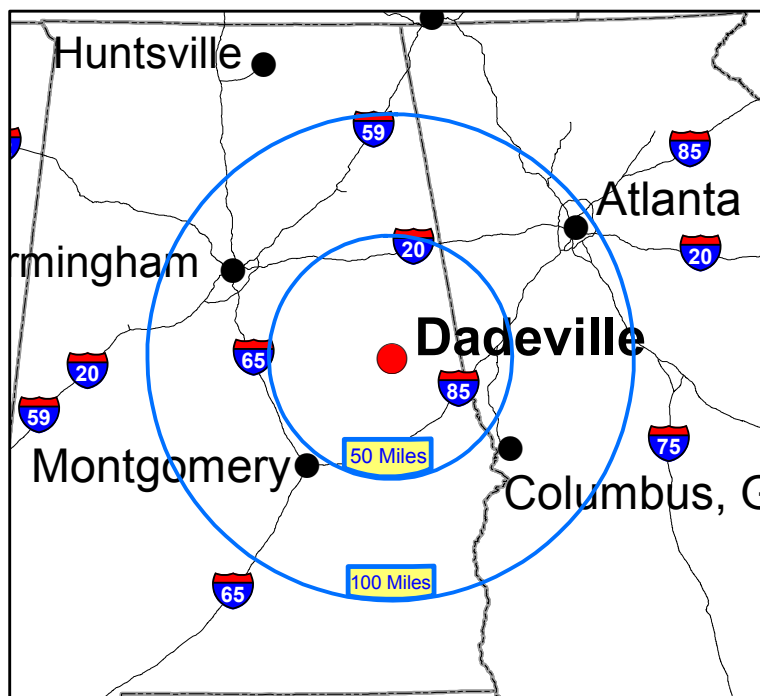 Huntsville
59
85
Atlanta
20
20
rmingham
Dadeville
65
20
85
59
50 Miles
75
Montgomery
Columbus, G
100 Miles
65